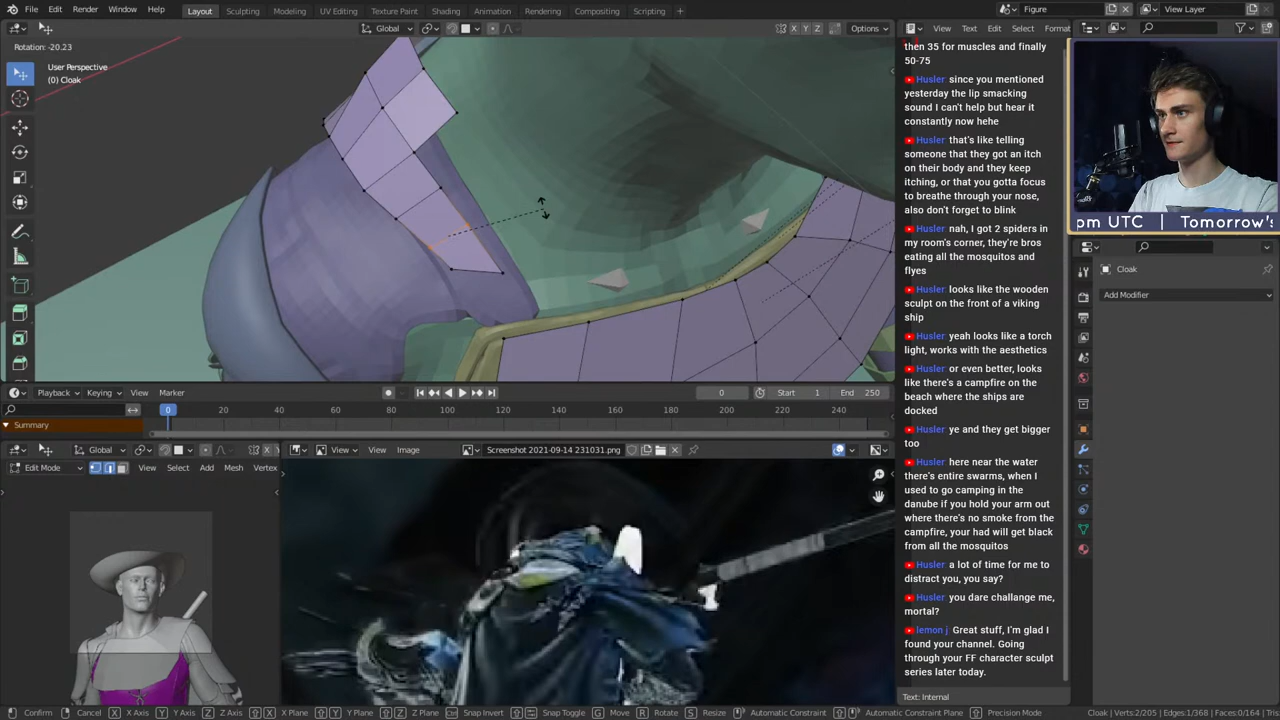 File Edit Render Window Help Layout Sculpting Modeling UV Editing Texture Paint Shading Animation Rendering Compositing Scripting + Figure View Layer
Global Options View Text Edit Select Format
Rotation: -20.23 X Y Z
User Perspective
(0) Cloak
then 35 for muscles and finally
50-75
Husler since you mentioned
yesterday the lip smacking
sound I can't help but hear it
constantly now hehe
Husler that's like telling
someone that they got an itch
on their body and they keep
itching, or that you gotta focus
to breathe through your nose,
also don't forget to blink
Husler nah, I got 2 spiders in
my room's corner, they're bros
eating all the mosquitos and
flyes
Husler looks like the wooden
sculpt on the front of a viking
ship
Husler yeah looks like a torch
light, works with the aesthetics
Husler or even better, looks
like there's a campfire on the
beach where the ships are
docked
Husler ye and they get bigger
too
Husler here near the water
there's entire swarms, when I
used to go camping in the
danube if you hold your arm out
where there's no smoke from the
campfire, your had will get black
from all the mosquitos
Husler a lot of time for me to
distract you, you say?
Husler you dare challange me,
mortal?
lemon j Great stuff, I'm glad I
found your channel. Going
through your FF character sculpt
series later today.
Text: Internal
pm UTC | Tomorrow's
Cloak
Add Modifier
Playback Keying View Marker 0 Start 1 End 250
0 20 40 60 80 100 120 140 160 180 200 220 240
Summary
Global View View Image Screenshot 2021-09-14 231031.png
Edit Mode View Select Add Mesh Vertex
Confirm Cancel X X Axis Y Y Axis Z Z Axis X X Plane Y Y Plane Z Z Plane Ctrl Snap Invert Snap Toggle G Move R Rotate S Resize Automatic Constraint Automatic Constraint Plane Precision Mode Cloak | Verts:2/205 | Edges:1/368 | Faces:0/164 | Tri